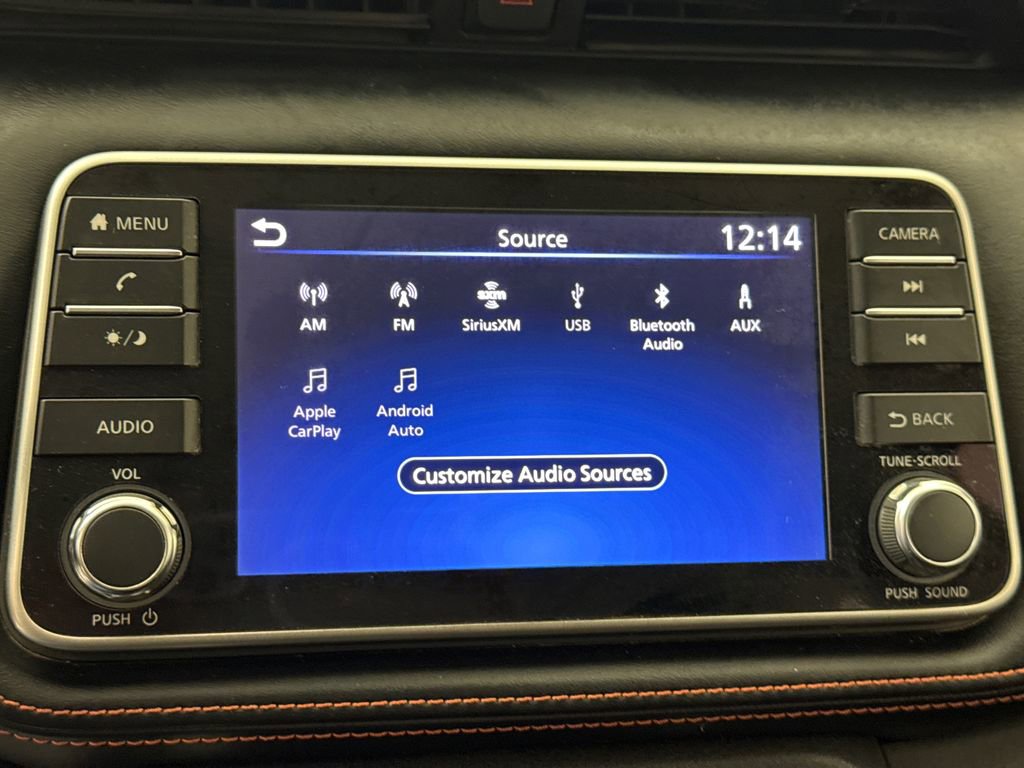 MENU
AUDIO
VOL
PUSH
Source
12:14
AM
FM
sxm
SiriusXM
USB
Bluetooth
Audio
AUX
Apple
CarPlay
Android
Auto
Customize Audio Sources
CAMERA
BACK
TUNE·SCROLL
PUSH SOUND